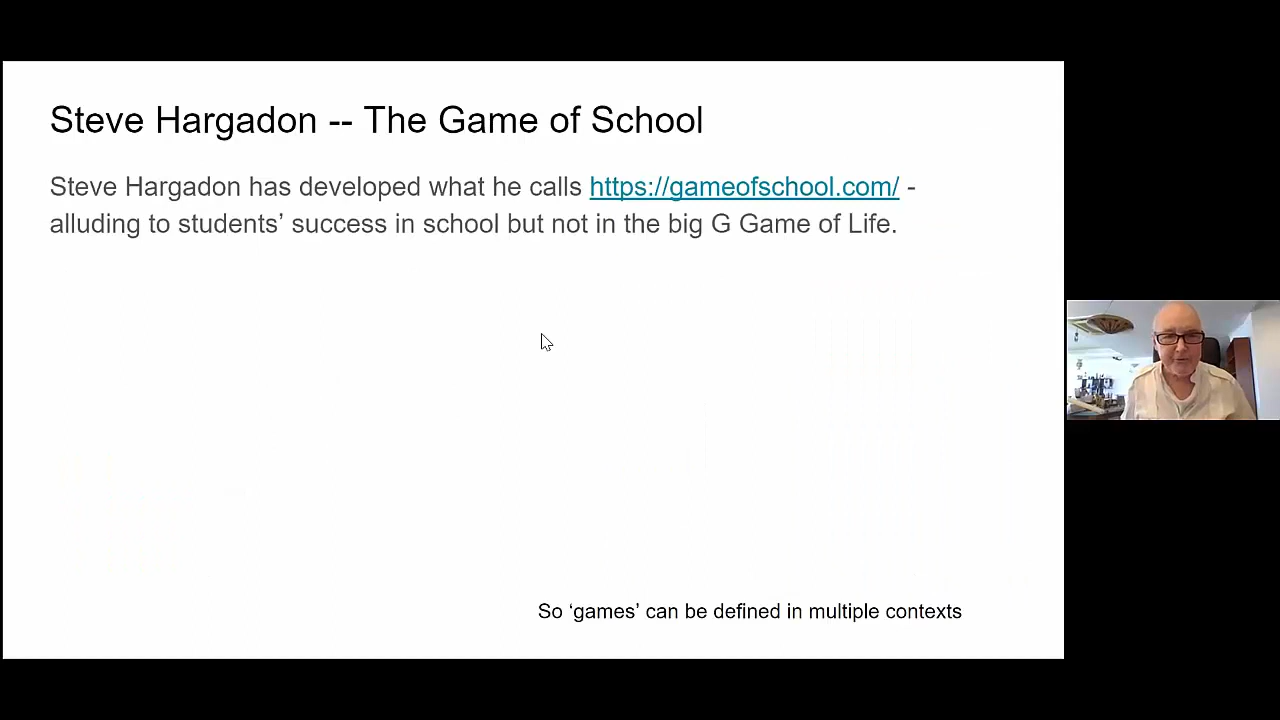 Steve Hargadon -- The Game of School
Steve Hargadon has developed what he calls https://gameofschool.com/ -
alluding to students’ success in school but not in the big G Game of Life.
So ‘games’ can be defined in multiple contexts